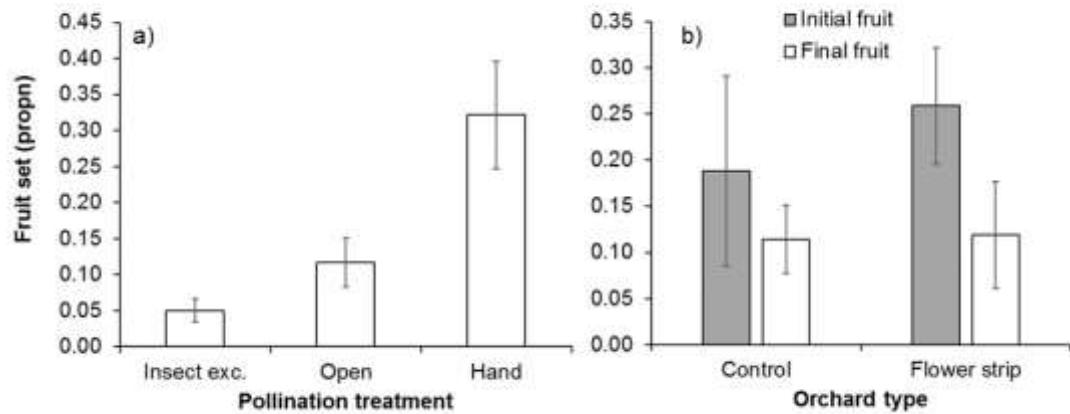 a)
Fruit set (propn)
0.45
0.40
0.35
0.30
0.25
0.20
0.15
0.10
0.05
0.00
Insect exc. Open Hand
Pollination treatment
b)
Initial fruit
Final fruit
0.35
0.30
0.25
0.20
0.15
0.10
0.05
0.00
Control Flower strip
Orchard type